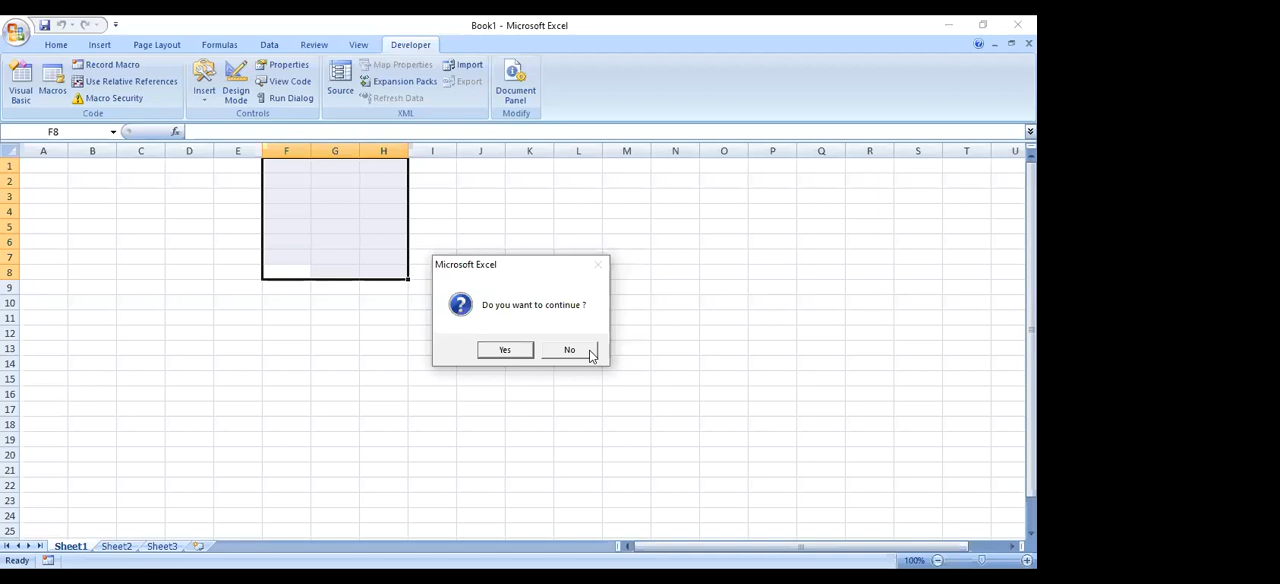 Book1 - Microsoft Excel
Home Insert Page Layout Formulas Data Review View Developer
Visual Basic
Macros
Record Macro
Use Relative References
Macro Security
Code
Insert
Design Mode
Properties
View Code
Run Dialog
Controls
Source
Map Properties
Expansion Packs
Refresh Data
Import
Export
XML
Document Panel
Modify
F8 fx
A B C D E F G H I J K L M N O P Q R S T U
1
2
3
4
5
6
7
8
9
10
11
12
13
14
15
16
17
18
19
20
21
22
23
24
25
Microsoft Excel
? Do you want to continue ?
Yes No
Sheet1 Sheet2 Sheet3
Ready 100%